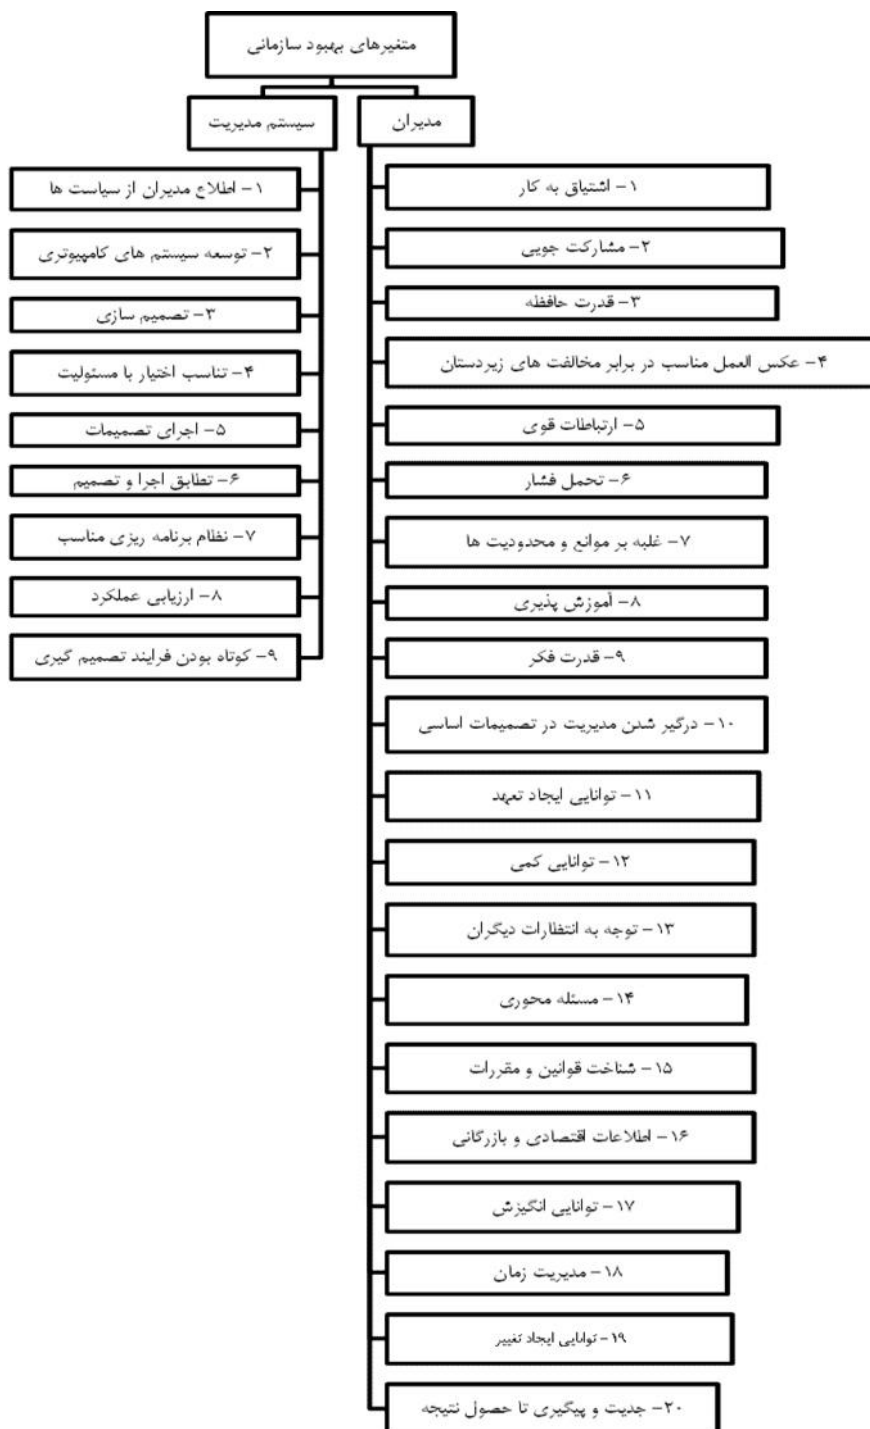 متغیرهای بهبود سازمانی
مدیران
۱- اشتیاق به کار
۲- مشارکت جویی
۳- قدرت حافظه
۴- عکس العمل مناسب در برابر مخالفت های زیردستان
۵- ارتباطات قوی
۶- تحمل فشار
۷- غلبه بر موانع و محدودیت ها
۸- آموزش پذیری
۹- قدرت فکر
۱۰- درگیر شدن مدیریت در تصمیمات اساسی
۱۱- توانایی ایجاد تعهد
۱۲- توانایی کمی
۱۳- توجه به انتظارات دیگران
۱۴- مسئله محوری
۱۵- شناخت قوانین و مقررات
۱۶- اطلاعات اقتصادی و بازرگانی
۱۷- توانایی انگیزش
۱۸- مدیریت زمان
۱۹- توانایی ایجاد تغییر
۲۰- جدیت و پیگیری تا حصول نتیجه
سیستم مدیریت
۱- اطلاع مدیران از سیاست ها
۲- توسعه سیستم های کامپیوتری
۳- تصمیم سازی
۴- تناسب اختیار با مسئولیت
۵- اجرای تصمیمات
۶- تطابق اجرا و تصمیم
۷- نظام برنامه ریزی مناسب
۸- ارزیابی عملکرد
۹- کوتاه بودن فرایند تصمیم گیری